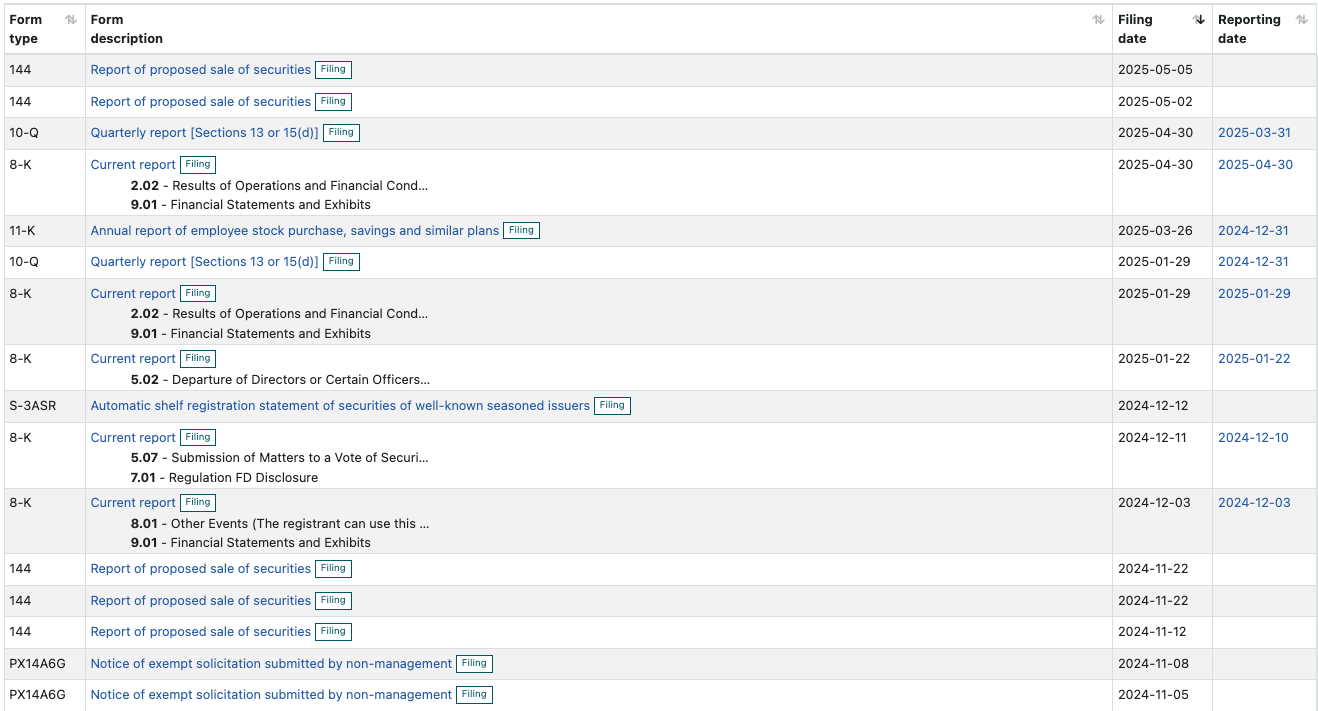 Form type Form description Filing date Reporting date
144 Report of proposed sale of securities Filing 2025-05-05
144 Report of proposed sale of securities Filing 2025-05-02
10-Q Quarterly report [Sections 13 or 15(d)] Filing 2025-04-30 2025-03-31
8-K Current report Filing 2025-04-30 2025-04-30
2.02 - Results of Operations and Financial Cond...
9.01 - Financial Statements and Exhibits
11-K Annual report of employee stock purchase, savings and similar plans Filing 2025-03-26 2024-12-31
10-Q Quarterly report [Sections 13 or 15(d)] Filing 2025-01-29 2024-12-31
8-K Current report Filing 2025-01-29 2025-01-29
2.02 - Results of Operations and Financial Cond...
9.01 - Financial Statements and Exhibits
8-K Current report Filing 2025-01-22 2025-01-22
5.02 - Departure of Directors or Certain Officers...
S-3ASR Automatic shelf registration statement of securities of well-known seasoned issuers Filing 2024-12-12
8-K Current report Filing 2024-12-11 2024-12-10
5.07 - Submission of Matters to a Vote of Securi...
7.01 - Regulation FD Disclosure
8-K Current report Filing 2024-12-03 2024-12-03
8.01 - Other Events (The registrant can use this ...
9.01 - Financial Statements and Exhibits
144 Report of proposed sale of securities Filing 2024-11-22
144 Report of proposed sale of securities Filing 2024-11-22
144 Report of proposed sale of securities Filing 2024-11-12
PX14A6G Notice of exempt solicitation submitted by non-management Filing 2024-11-08
PX14A6G Notice of exempt solicitation submitted by non-management Filing 2024-11-05